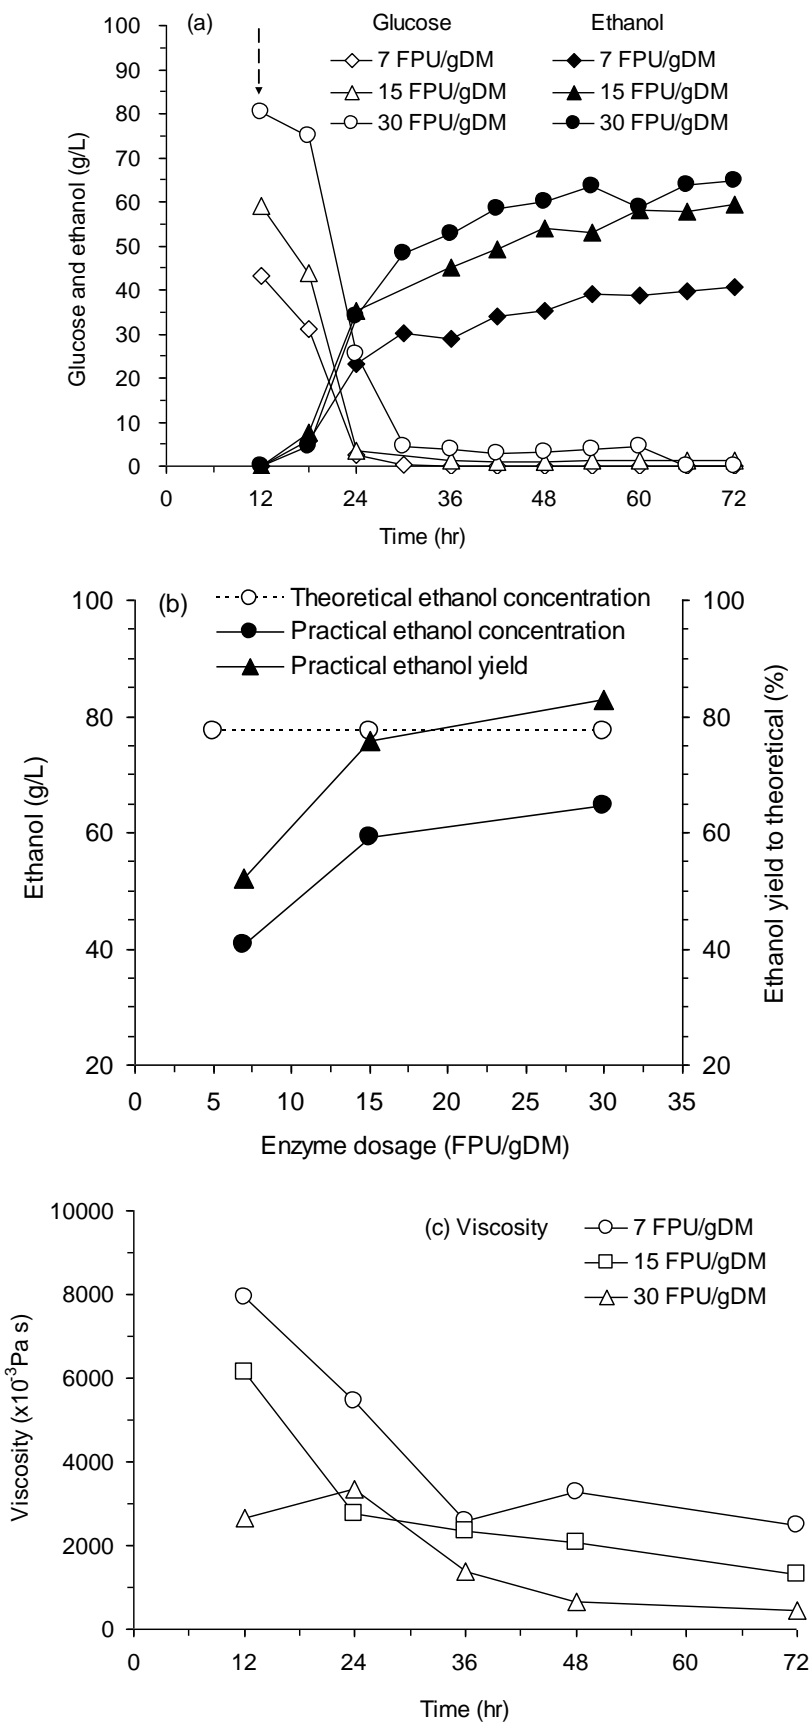 (a)
Glucose Ethanol
7 FPU/gDM 7 FPU/gDM
15 FPU/gDM 15 FPU/gDM
30 FPU/gDM 30 FPU/gDM
Glucose and ethanol (g/L)
100
90
80
70
60
50
40
30
20
10
0
0 12 24 36 48 60 72
Time (hr)
(b)
Theoretical ethanol concentration
Practical ethanol concentration
Practical ethanol yield
Ethanol (g/L)
100
80
60
40
20
Ethanol yield to theoretical (%)
100
80
60
40
20
0 5 10 15 20 25 30 35
Enzyme dosage (FPU/gDM)
(c) Viscosity
7 FPU/gDM
15 FPU/gDM
30 FPU/gDM
Viscosity (x10⁻³Pa s)
10000
8000
6000
4000
2000
0
0 12 24 36 48 60 72
Time (hr)